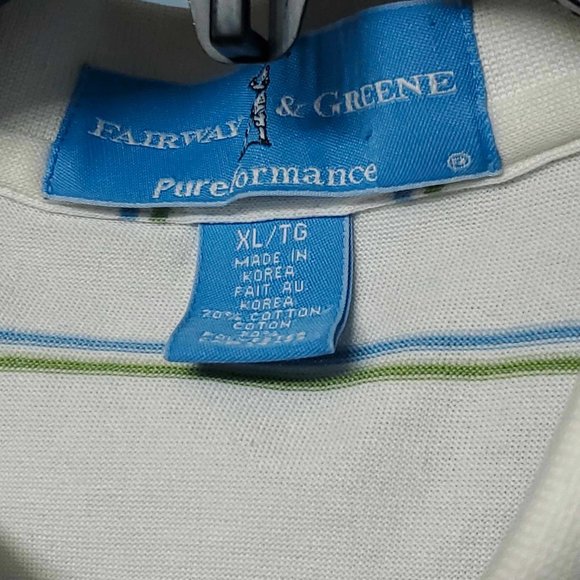 FAIRWAY & GREENE
Pureformance ®
XL/TG
MADE IN
KOREA
FAIT AU
KOREA
70% COTTON
COTON